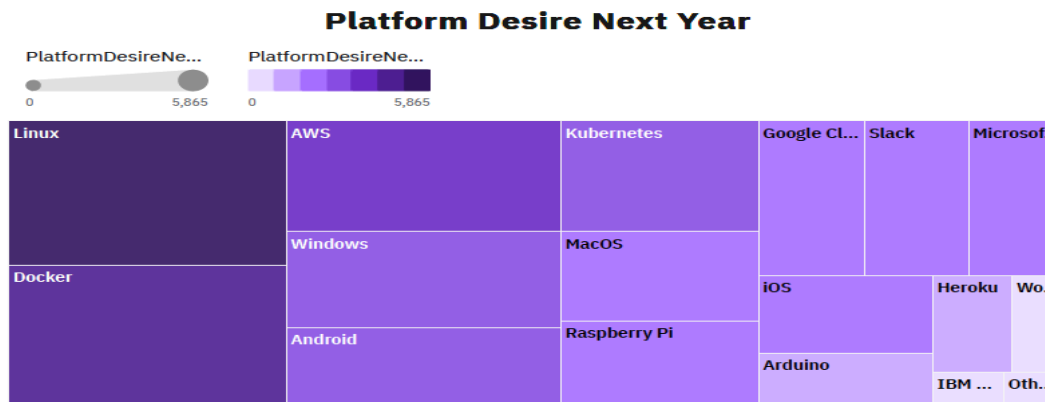 Platform Desire Next Year
PlatformDesireNe... PlatformDesireNe...
0 5,865 0 5,865
Linux AWS Kubernetes Google Cl... Slack Microsof
Windows MacOS
Docker iOS Heroku Wo.
Android Raspberry Pi
Arduino IBM ... Oth..